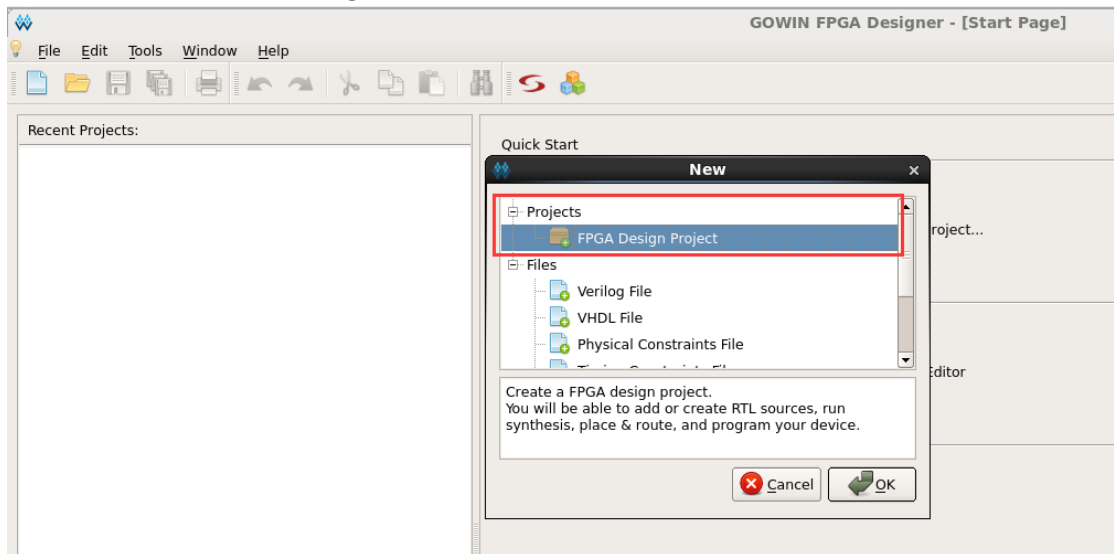 GOWIN FPGA Designer - [Start Page]
File Edit Tools Window Help
Recent Projects:
Quick Start
New
Projects
FPGA Design Project
roject...
Files
Verilog File
VHDL File
Physical Constraints File
Editor
Create a FPGA design project.
You will be able to add or create RTL sources, run
synthesis, place & route, and program your device.
Cancel OK